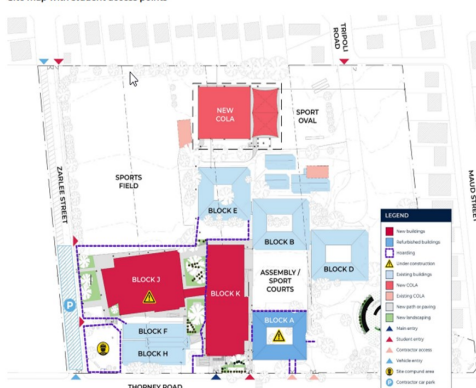 Site map with student access points
TRIPOLI
ROAD
NEW
COLA
SPORT
OVAL
ZARLEE STREET
SPORTS
FIELD
MAUD STREET
BLOCK E
BLOCK B
BLOCK D
ASSEMBLY /
SPORT
COURTS
BLOCK J
BLOCK K
BLOCK A
P
BLOCK F
BLOCK H
THORNEY ROAD
LEGEND
New buildings
Refurbished buildings
Hoarding
Under construction
Existing buildings
New COLA
Existing COLA
New path or paving
New landscaping
Main entry
Student entry
Contractor access
Vehicle entry
Site compound area
P Contractor car park